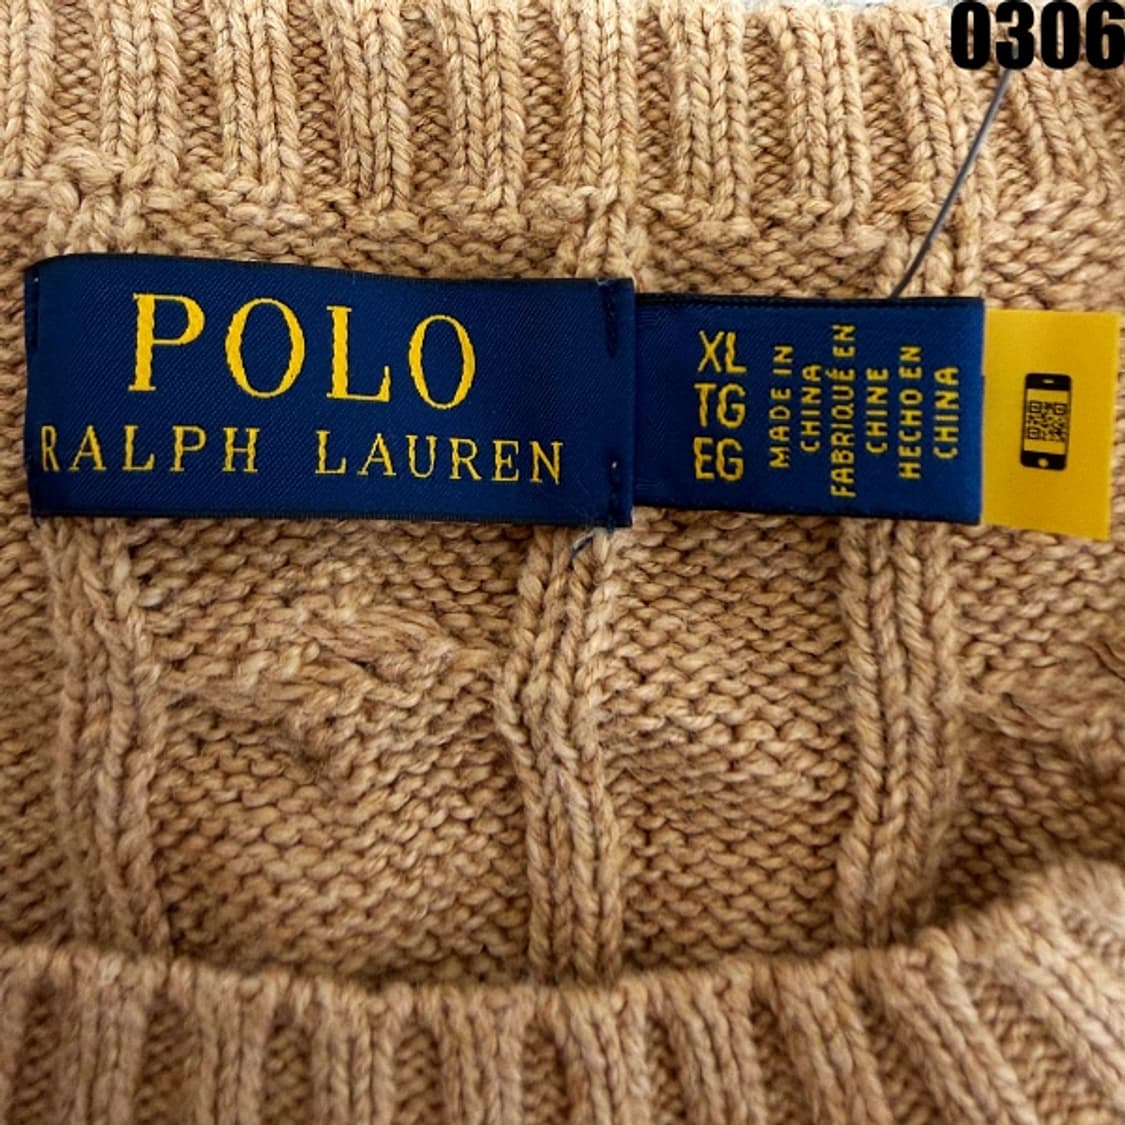 0306
POLO
RALPH LAUREN
XL
TG
EG
MADE IN
CHINA
FABRIQUÉ EN
CHINE
HECHO EN
CHINA